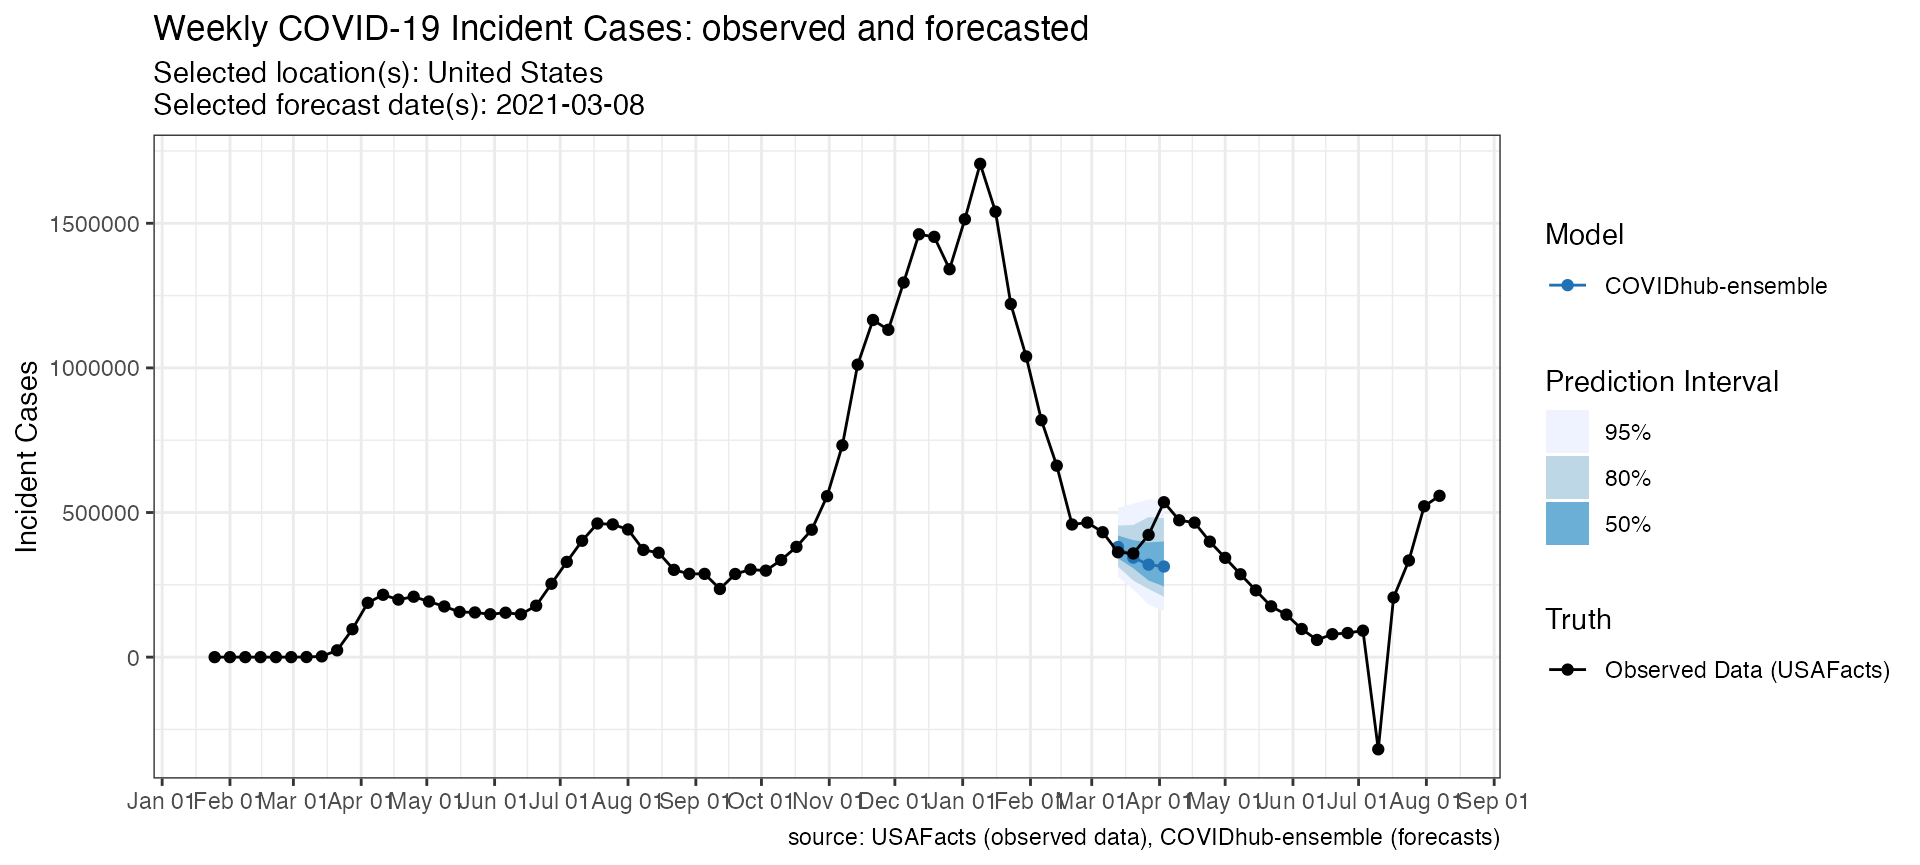 Weekly COVID-19 Incident Cases: observed and forecasted
Selected location(s): United States
Selected forecast date(s): 2021-03-08
Incident Cases
1500000
1000000
500000
0
Jan 01 Feb 01 Mar 01 Apr 01 May 01 Jun 01 Jul 01 Aug 01 Sep 01 Oct 01 Nov 01 Dec 01 Jan 01 Feb 01 Mar 01 Apr 01 May 01 Jun 01 Jul 01 Aug 01 Sep 01
source: USAFacts (observed data), COVIDhub-ensemble (forecasts)
Model
COVIDhub-ensemble
Prediction Interval
95%
80%
50%
Truth
Observed Data (USAFacts)